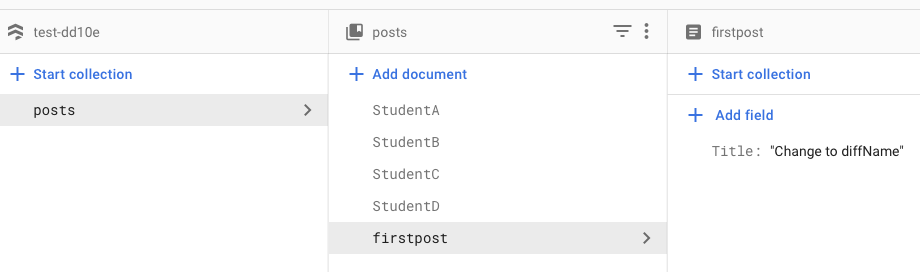 test-dd10e
posts
firstpost
+ Start collection
+ Add document
+ Start collection
posts
StudentA
StudentB
StudentC
StudentD
firstpost
+ Add field
Title: "Change to diffName"